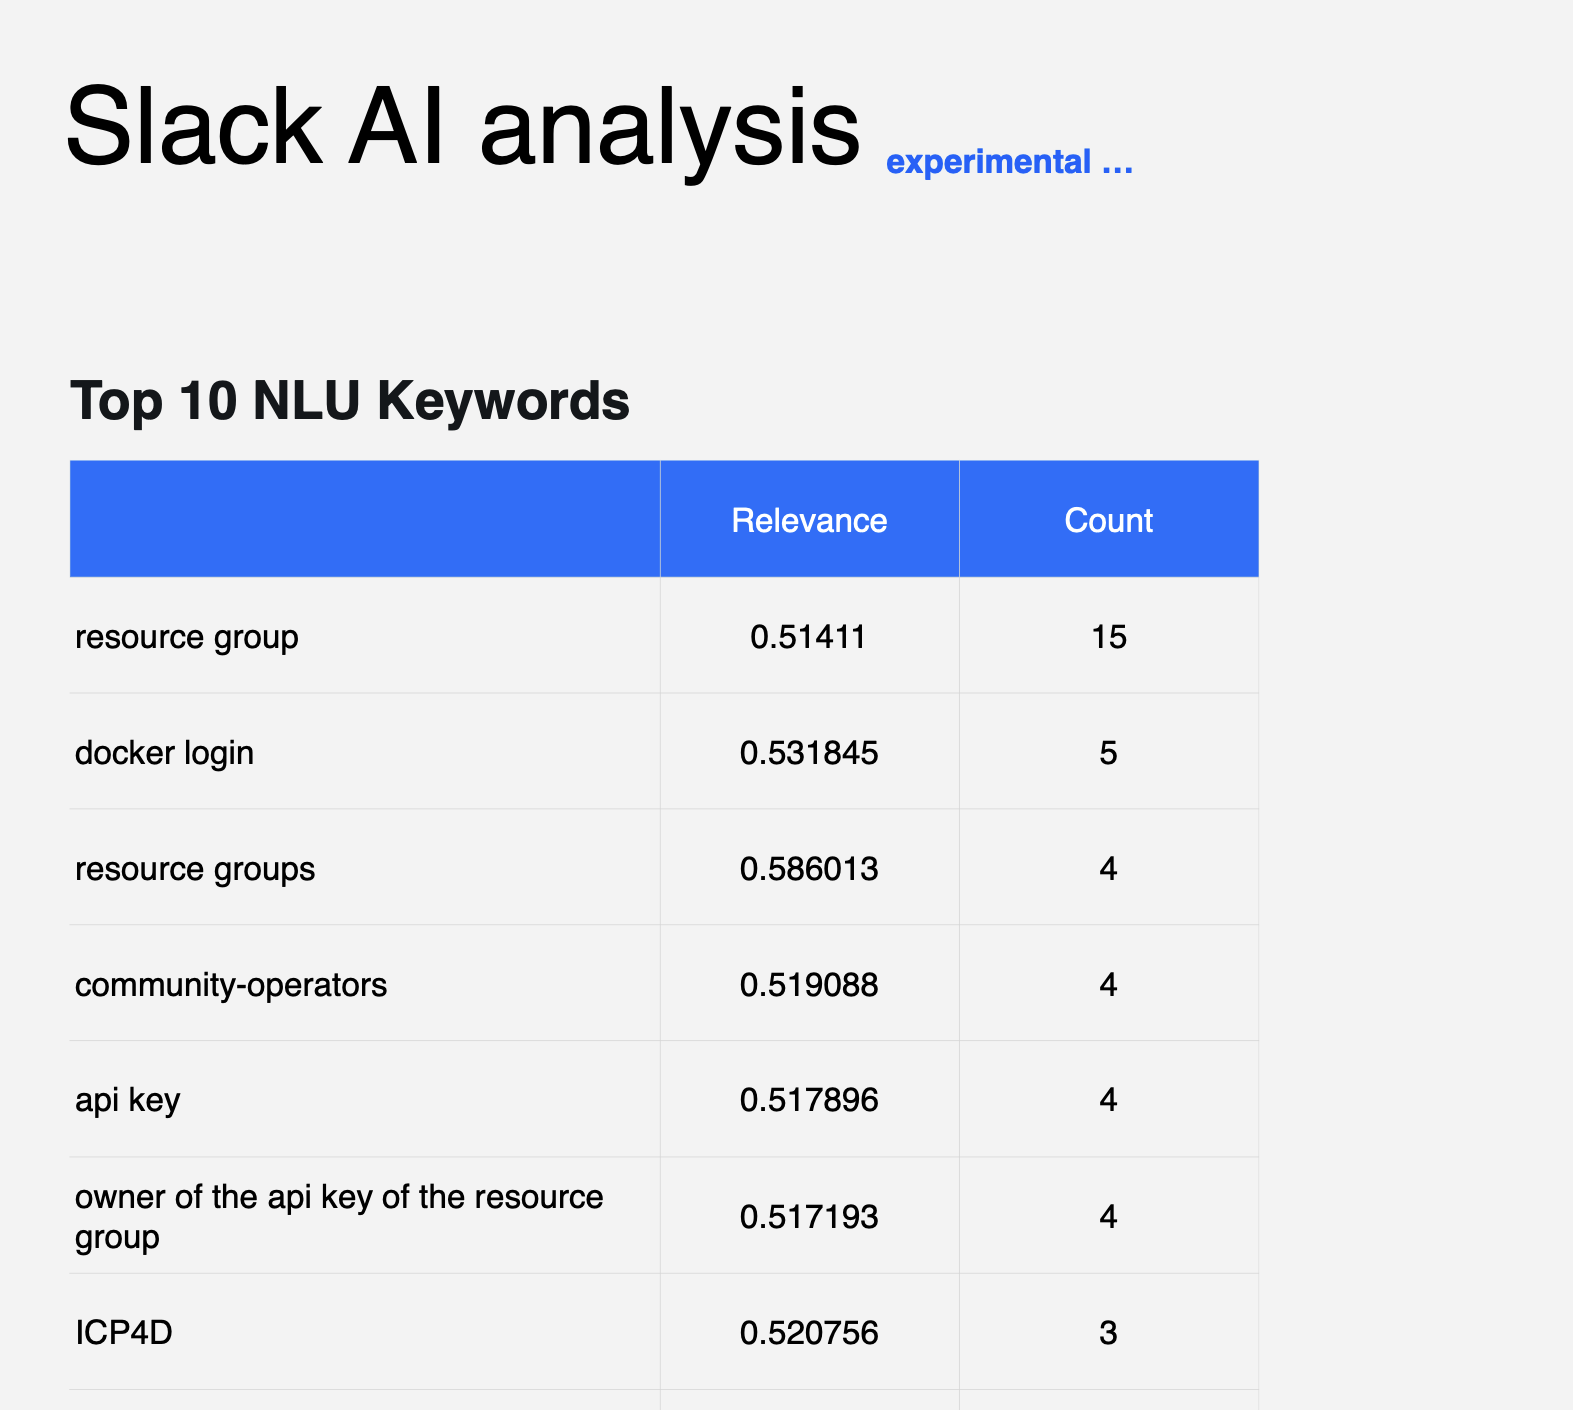 Slack AI analysis experimental ...
Top 10 NLU Keywords
Relevance Count
resource group 0.51411 15
docker login 0.531845 5
resource groups 0.586013 4
community-operators 0.519088 4
api key 0.517896 4
owner of the api key of the resource
group 0.517193 4
ICP4D 0.520756 3